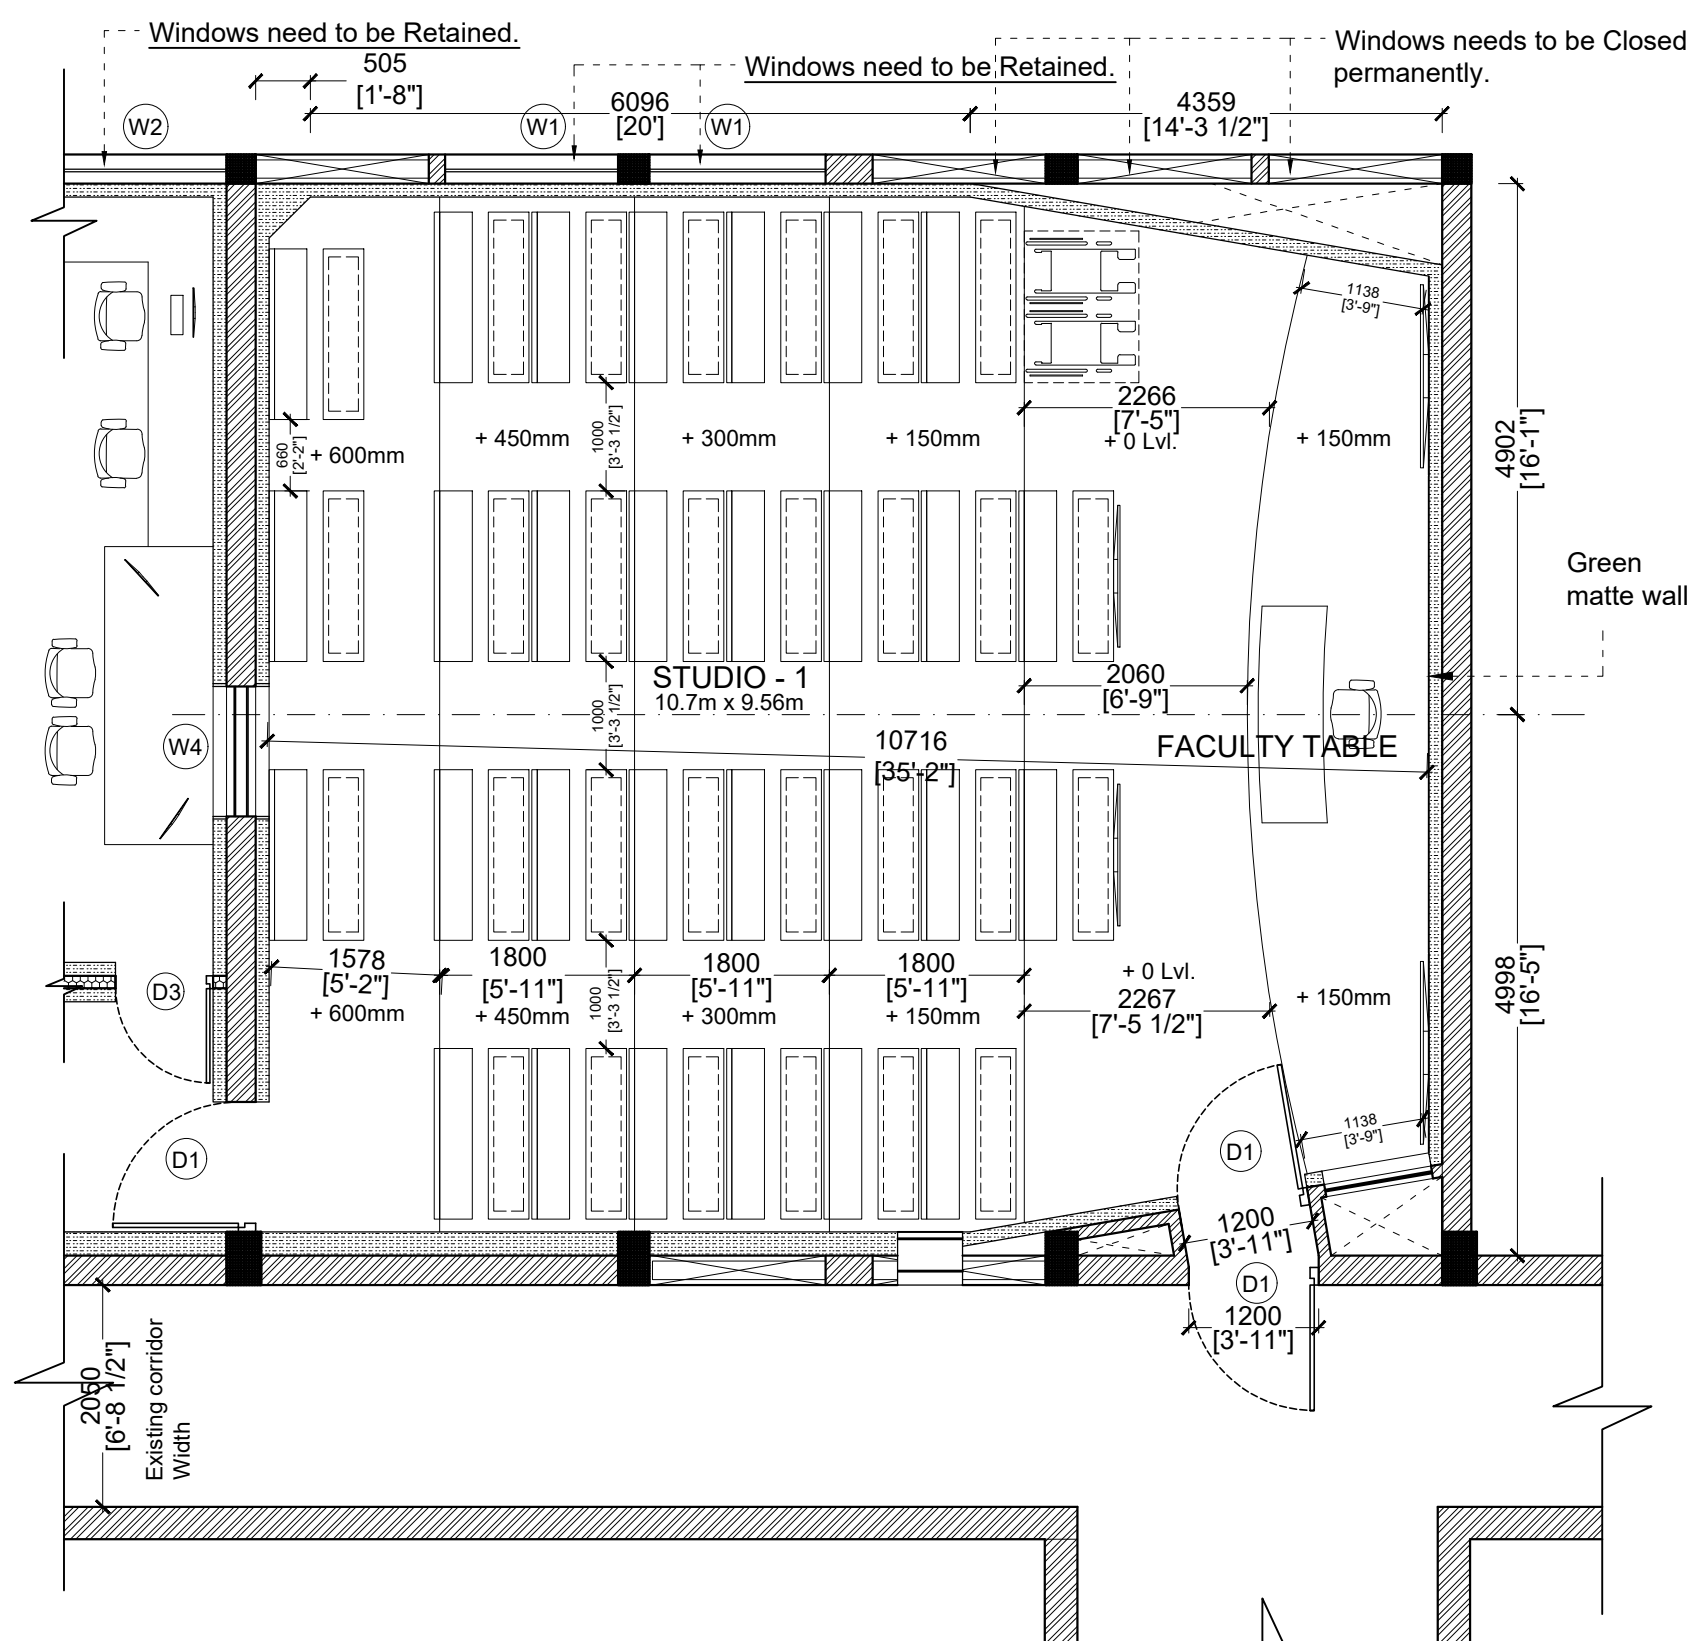 Windows need to be Retained.
505
[1'-8"]
Windows need to be Retained.
Windows needs to be Closed
permanently.
6096
[20']
4359
[14'-3 1/2"]
W2
W1
W1
1138
[3'-9"]
2266
[7'-5"]
+ 0 Lvl.
+ 150mm
4902
[16'-1"]
660
[2'-2"]
+ 600mm
+ 450mm
1000
[3'-3 1/2"]
+ 300mm
+ 150mm
Green
matte wall
STUDIO - 1
10.7m x 9.56m
2060
[6'-9"]
1000
[3'-3 1/2"]
W4
10716
[35'-2"]
FACULTY TABLE
1578
[5'-2"]
1800
[5'-11"]
1800
[5'-11"]
1800
[5'-11"]
+ 0 Lvl.
2267
[7'-5 1/2"]
+ 150mm
4998
[16'-5"]
D3
+ 600mm
+ 450mm
1000
[3'-3 1/2"]
+ 300mm
+ 150mm
1138
[3'-9"]
D1
D1
1200
[3'-11"]
D1
1200
[3'-11"]
2050
[6'-8 1/2"]
Existing corridor
Width